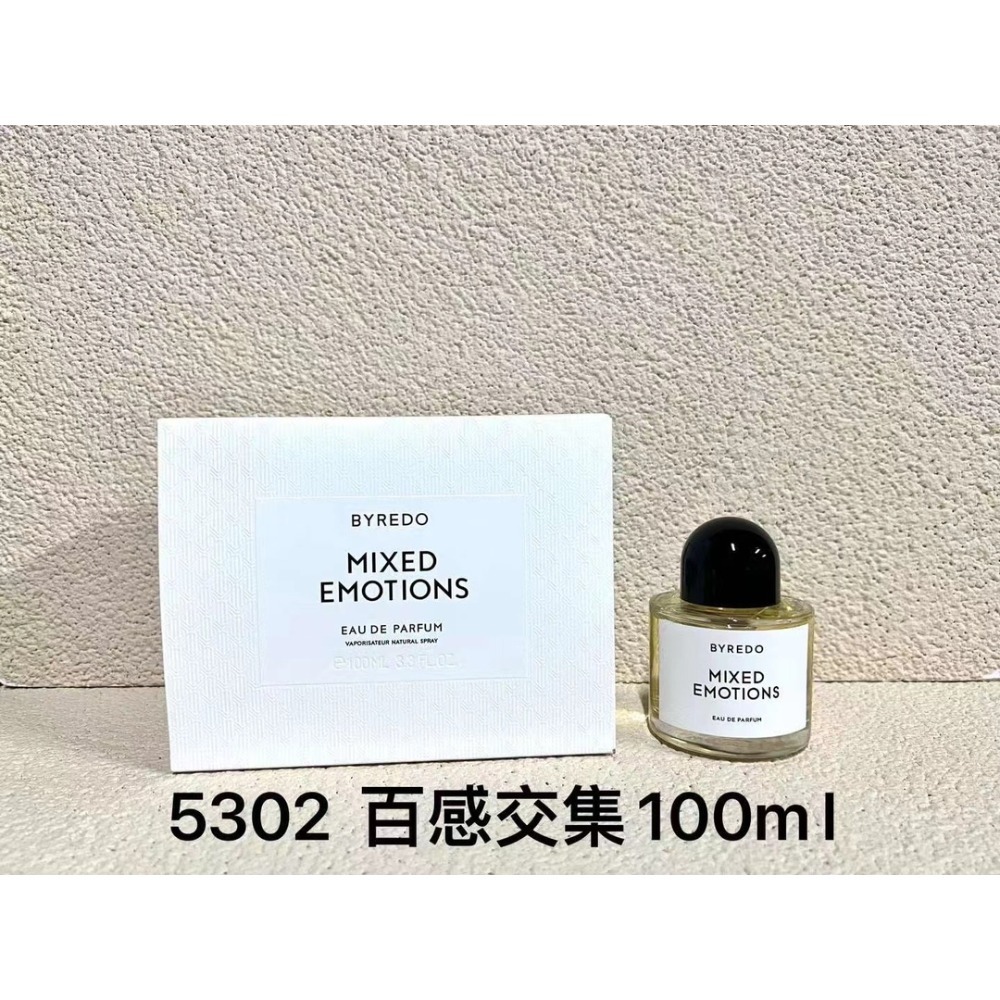 BYREDO
MIXED
EMOTIONS
EAU DE PARFUM
VAPORISATEUR NATURAL SPRAY
℮100ML 3.3 FL.OZ.
BYREDO
MIXED
EMOTIONS
EAU DE PARFUM
5302 百感交集100ml